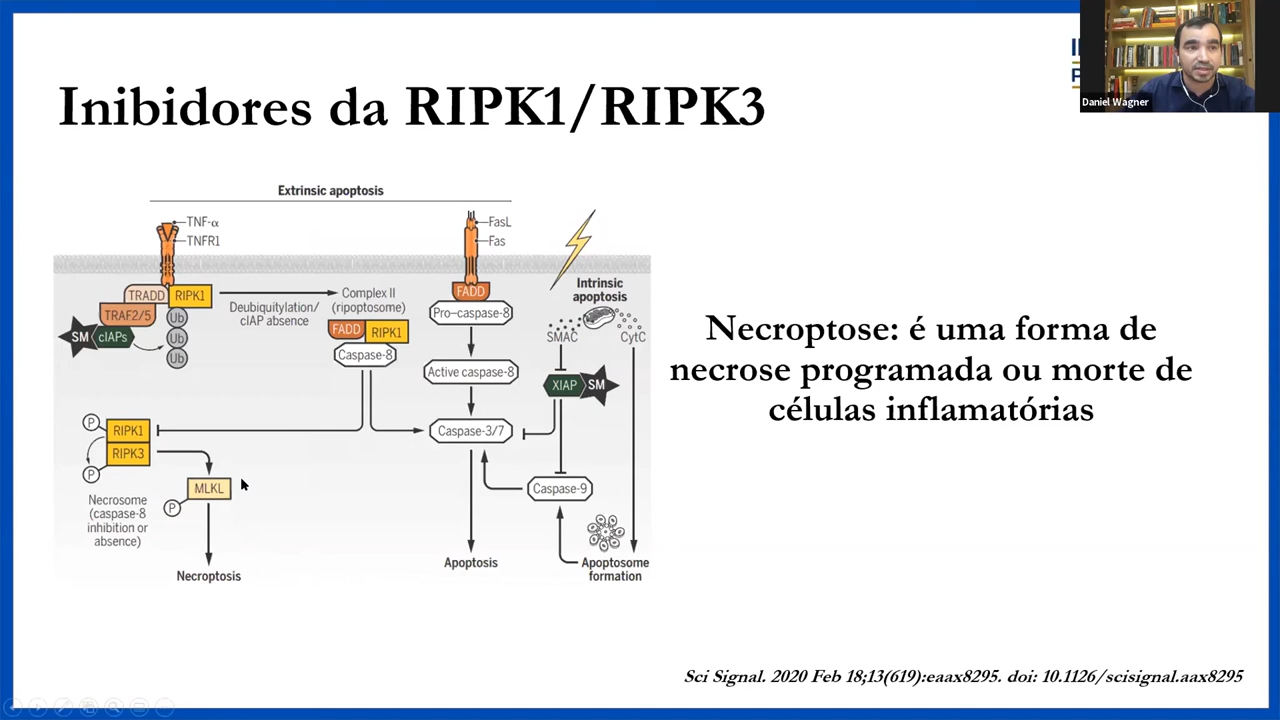 Daniel Wagner
Inibidores da RIPK1/RIPK3
Extrinsic apoptosis
TNF-α
TNFR1
FasL
Fas
TRADD
RIPK1
TRAF2/5
SM
cIAPs
Ub
Ub
Ub
Deubiquitylation/
cIAP absence
Complex II
(ripoptosome)
FADD
RIPK1
Caspase-8
FADD
Pro–caspase-8
Active caspase-8
Caspase-3/7
Intrinsic
apoptosis
SMAC
CytC
XIAP
SM
Caspase-9
P
RIPK1
RIPK3
P
MLKL
P
Necrosome
(caspase-8
inhibition or
absence)
Necroptosis
Apoptosis
Apoptosome
formation
Necroptose: é uma forma de
necrose programada ou morte de
células inflamatórias
Sci Signal. 2020 Feb 18;13(619):eaax8295. doi: 10.1126/scisignal.aax8295